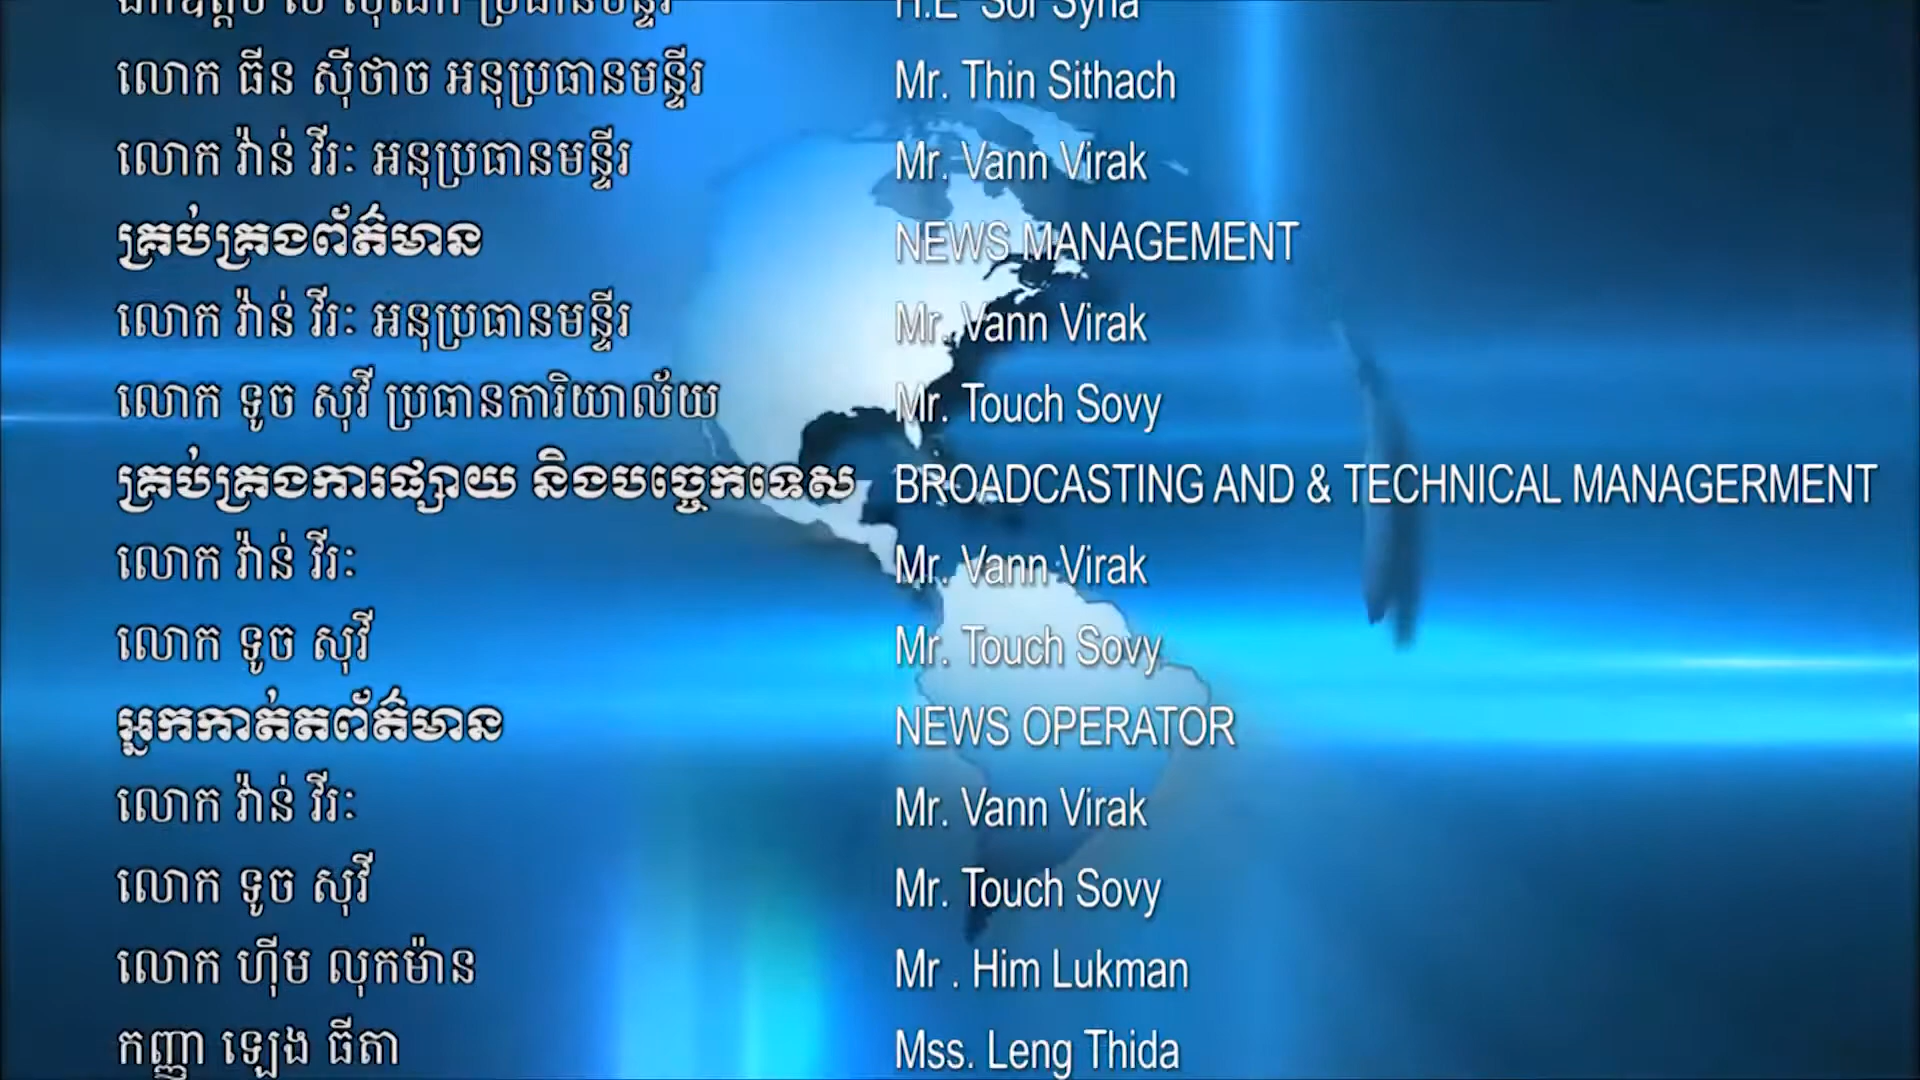 លោក ធីន ស៊ីថាច អនុប្រធានមន្ទីរ Mr. Thin Sithach
លោក វ៉ាន់ វីរៈ អនុប្រធានមន្ទីរ Mr. Vann Virak
គ្រប់គ្រងព័ត៌មាន NEWS MANAGEMENT
លោក វ៉ាន់ វីរៈ អនុប្រធានមន្ទីរ Mr. Vann Virak
លោក ទូច សុវី ប្រធានការិយាល័យ Mr. Touch Sovy
គ្រប់គ្រងការផ្សាយ និងបច្ចេកទេស BROADCASTING AND & TECHNICAL MANAGERMENT
លោក វ៉ាន់ វីរៈ Mr. Vann Virak
លោក ទូច សុវី Mr. Touch Sovy
អ្នកកាត់តព័ត៌មាន NEWS OPERATOR
លោក វ៉ាន់ វីរៈ Mr. Vann Virak
លោក ទូច សុវី Mr. Touch Sovy
លោក ហ៊ីម លុកម៉ាន Mr . Him Lukman
កញ្ញា ឡេង ធីតា Mss. Leng Thida